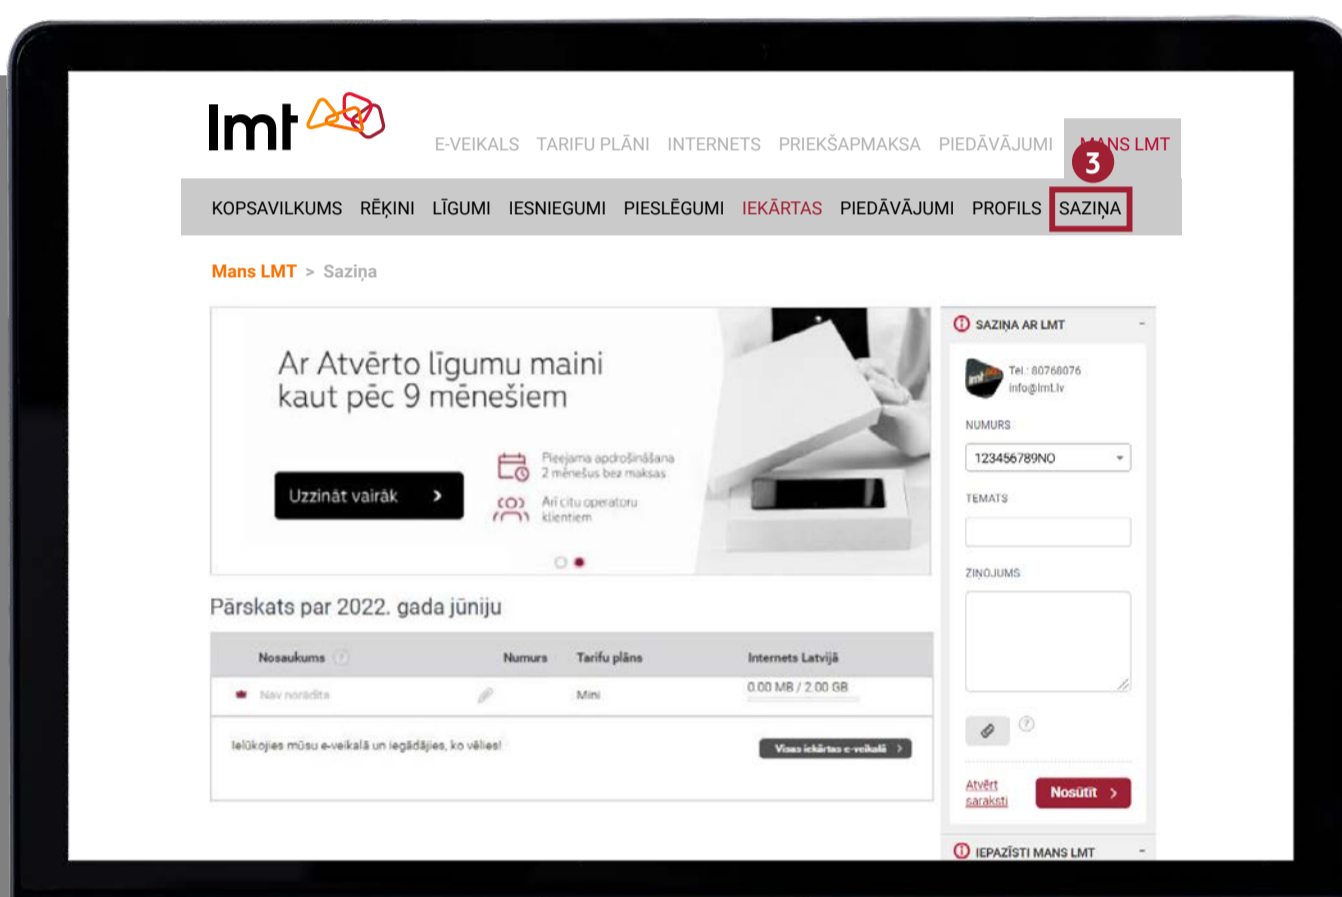 lmt
E-VEIKALS TARIFU PLĀNI INTERNETS PRIEKŠAPMAKSA PIEDĀVĀJUMI MANS LMT
3
KOPSAVILKUMS RĒĶINI LĪGUMI IESNIEGUMI PIESLĒGUMI IEKĀRTAS PIEDĀVĀJUMI PROFILS SAZIŅA
Mans LMT > Saziņa
Ar Atvērto līgumu maini
kaut pēc 9 mēnešiem
Pieejama apdrošināšana
2 mēnešus bez maksas
Uzzināt vairāk >
Arī citu operatoru
klientiem
Pārskats par 2022. gada jūniju
Nosaukums ? Numurs Tarifu plāns Internets Latvijā
Nav norādīts Mini 0.00 MB / 2.00 GB
Ielūkojies mūsu e-veikalā un iegādājies, ko vēlies! Visas iekārtas e-veikalā >
SAZIŅA AR LMT -
lmt
Tel.: 80768076
info@lmt.lv
NUMURS
123456789NO
TEMATS
ZIŅOJUMS
?
Atvērt
saraksti
Nosūtīt >
IEPAZĪSTI MANS LMT -